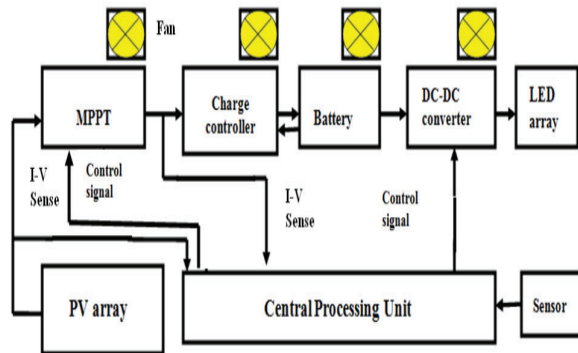 Fan
MPPT
Charge
controller
Battery
DC-DC
converter
LED
array
I-V
Sense
Control
signal
I-V
Sense
Control
signal
PV array
Central Processing Unit
Sensor